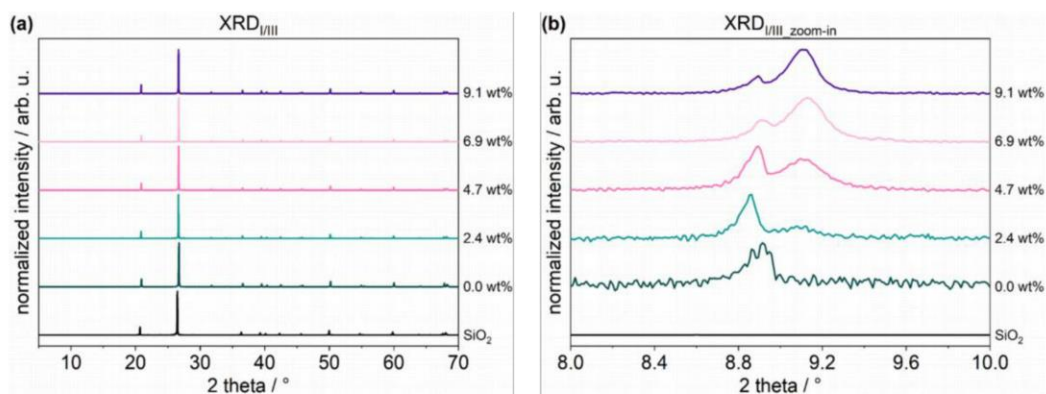 (a) XRD_I/III
normalized intensity / arb. u.
9.1 wt%
6.9 wt%
4.7 wt%
2.4 wt%
0.0 wt%
SiO₂
10 20 30 40 50 60 70
2 theta / °
(b) XRD_I/III_zoom-in
normalized intensity / arb. u.
9.1 wt%
6.9 wt%
4.7 wt%
2.4 wt%
0.0 wt%
SiO₂
8.0 8.4 8.8 9.2 9.6 10.0
2 theta / °